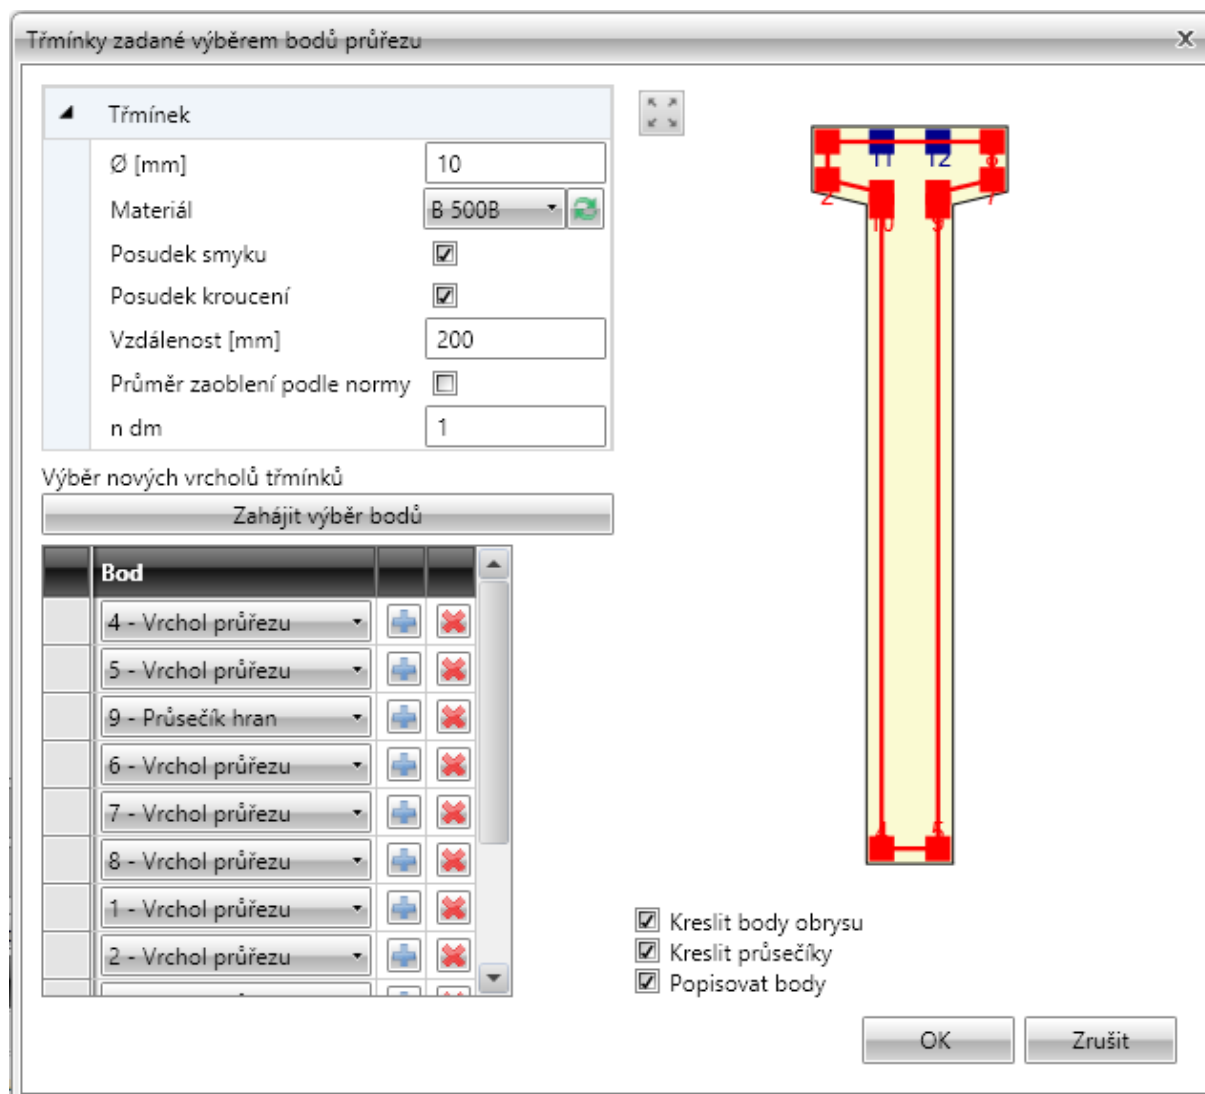 Třmínky zadané výběrem bodů průřezu
Třmínek
Ø [mm] 10
Materiál B 500B
Posudek smyku
Posudek kroucení
Vzdálenost [mm] 200
Průměr zaoblení podle normy
n dm 1
Výběr nových vrcholů třmínků
Zahájit výběr bodů
Bod
4 - Vrchol průřezu
5 - Vrchol průřezu
9 - Průsečík hran
6 - Vrchol průřezu
7 - Vrchol průřezu
8 - Vrchol průřezu
1 - Vrchol průřezu
2 - Vrchol průřezu
11 12 8
2 7
10 9
4 5
Kreslit body obrysu
Kreslit průsečíky
Popisovat body
OK Zrušit